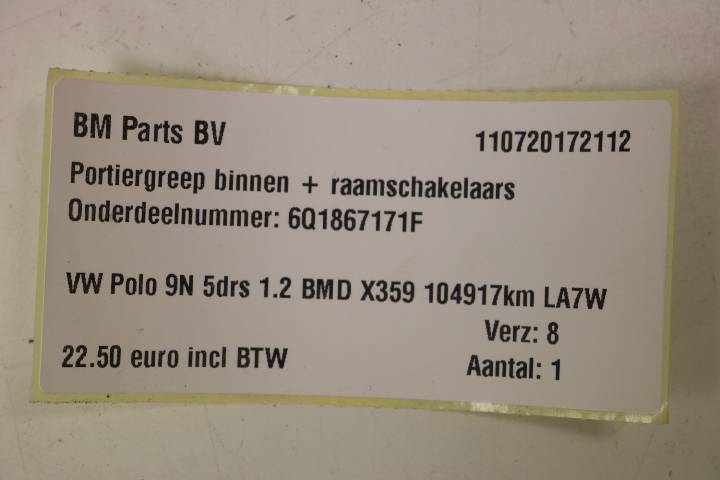 BM Parts BV 110720172112
Portiergreep binnen + raamschakelaars
Onderdeelnummer: 6Q1867171F
VW Polo 9N 5drs 1.2 BMD X359 104917km LA7W
Verz: 8
22.50 euro incl BTW Aantal: 1